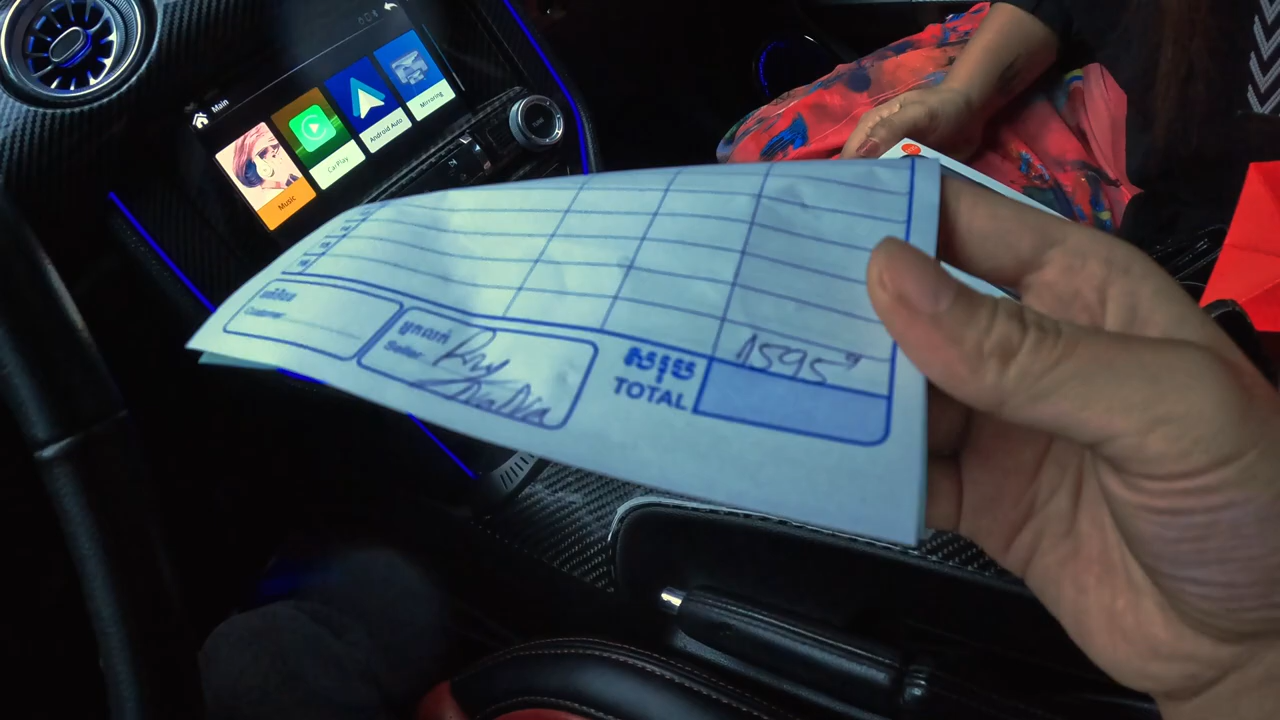 Main
Music
CarPlay
Android Auto
Mirroring
អតិថិជន
Customer
អ្នកលក់
Seller
សរុប
TOTAL
1595